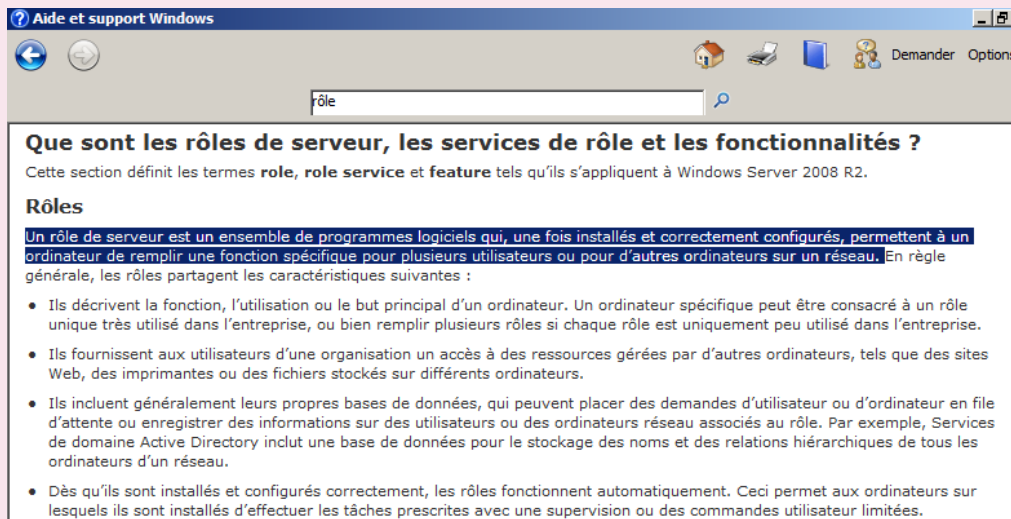 Aide et support Windows
Demander Options
rôle
Que sont les rôles de serveur, les services de rôle et les fonctionnalités ?
Cette section définit les termes role, role service et feature tels qu'ils s'appliquent à Windows Server 2008 R2.
Rôles
Un rôle de serveur est un ensemble de programmes logiciels qui, une fois installés et correctement configurés, permettent à un
ordinateur de remplir une fonction spécifique pour plusieurs utilisateurs ou pour d'autres ordinateurs sur un réseau. En règle
générale, les rôles partagent les caractéristiques suivantes :
• Ils décrivent la fonction, l'utilisation ou le but principal d'un ordinateur. Un ordinateur spécifique peut être consacré à un rôle
unique très utilisé dans l'entreprise, ou bien remplir plusieurs rôles si chaque rôle est uniquement peu utilisé dans l'entreprise.
• Ils fournissent aux utilisateurs d'une organisation un accès à des ressources gérées par d'autres ordinateurs, tels que des sites
Web, des imprimantes ou des fichiers stockés sur différents ordinateurs.
• Ils incluent généralement leurs propres bases de données, qui peuvent placer des demandes d'utilisateur ou d'ordinateur en file
d'attente ou enregistrer des informations sur des utilisateurs ou des ordinateurs réseau associés au rôle. Par exemple, Services
de domaine Active Directory inclut une base de données pour le stockage des noms et des relations hiérarchiques de tous les
ordinateurs d'un réseau.
• Dès qu'ils sont installés et configurés correctement, les rôles fonctionnent automatiquement. Ceci permet aux ordinateurs sur
lesquels ils sont installés d'effectuer les tâches prescrites avec une supervision ou des commandes utilisateur limitées.